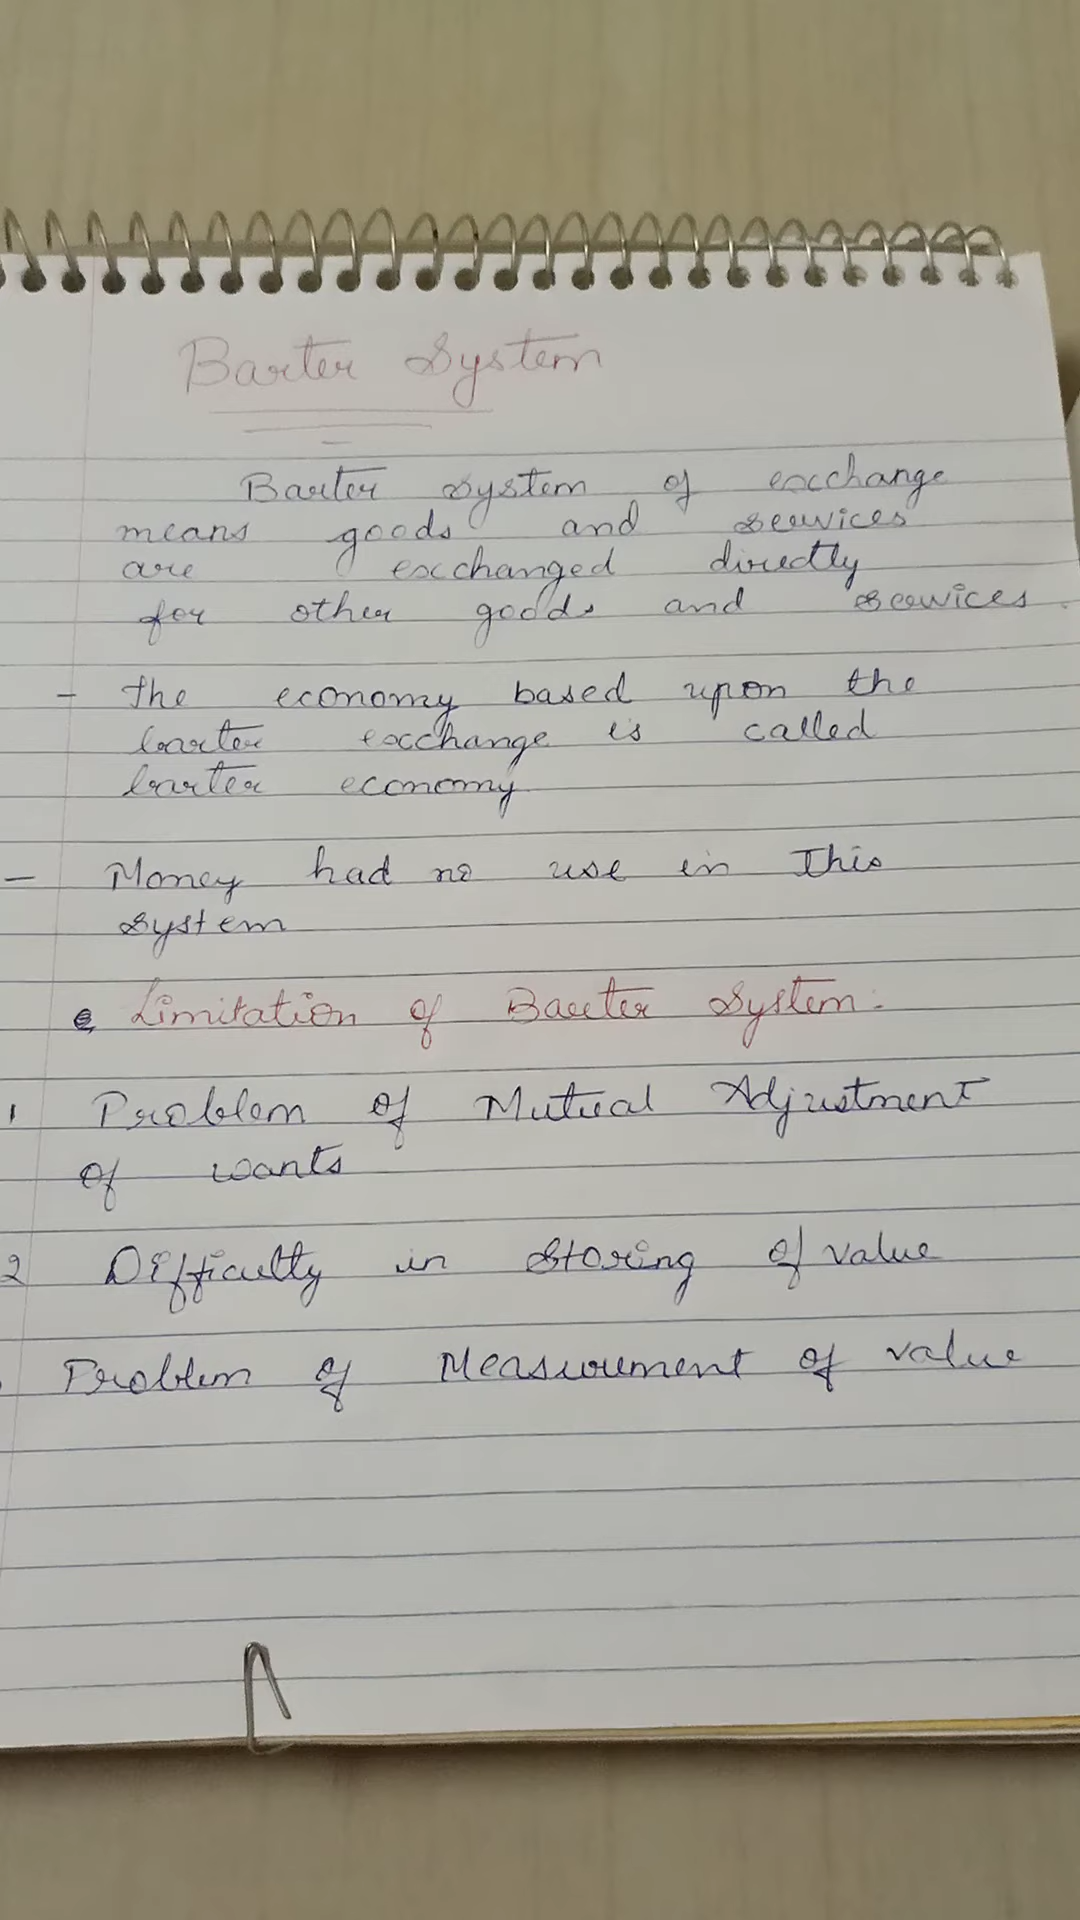 Barter System
Barter system of exchange
means goods and services
are exchanged directly
for other goods and services.
- The economy based upon the
barter exchange is called
barter economy
- Money had no use in This
system
Limitation of Barter System:
1 Problem of Mutual Adjustment
of wants
2 Difficulty in Storing of value
Problem of Measurement of value